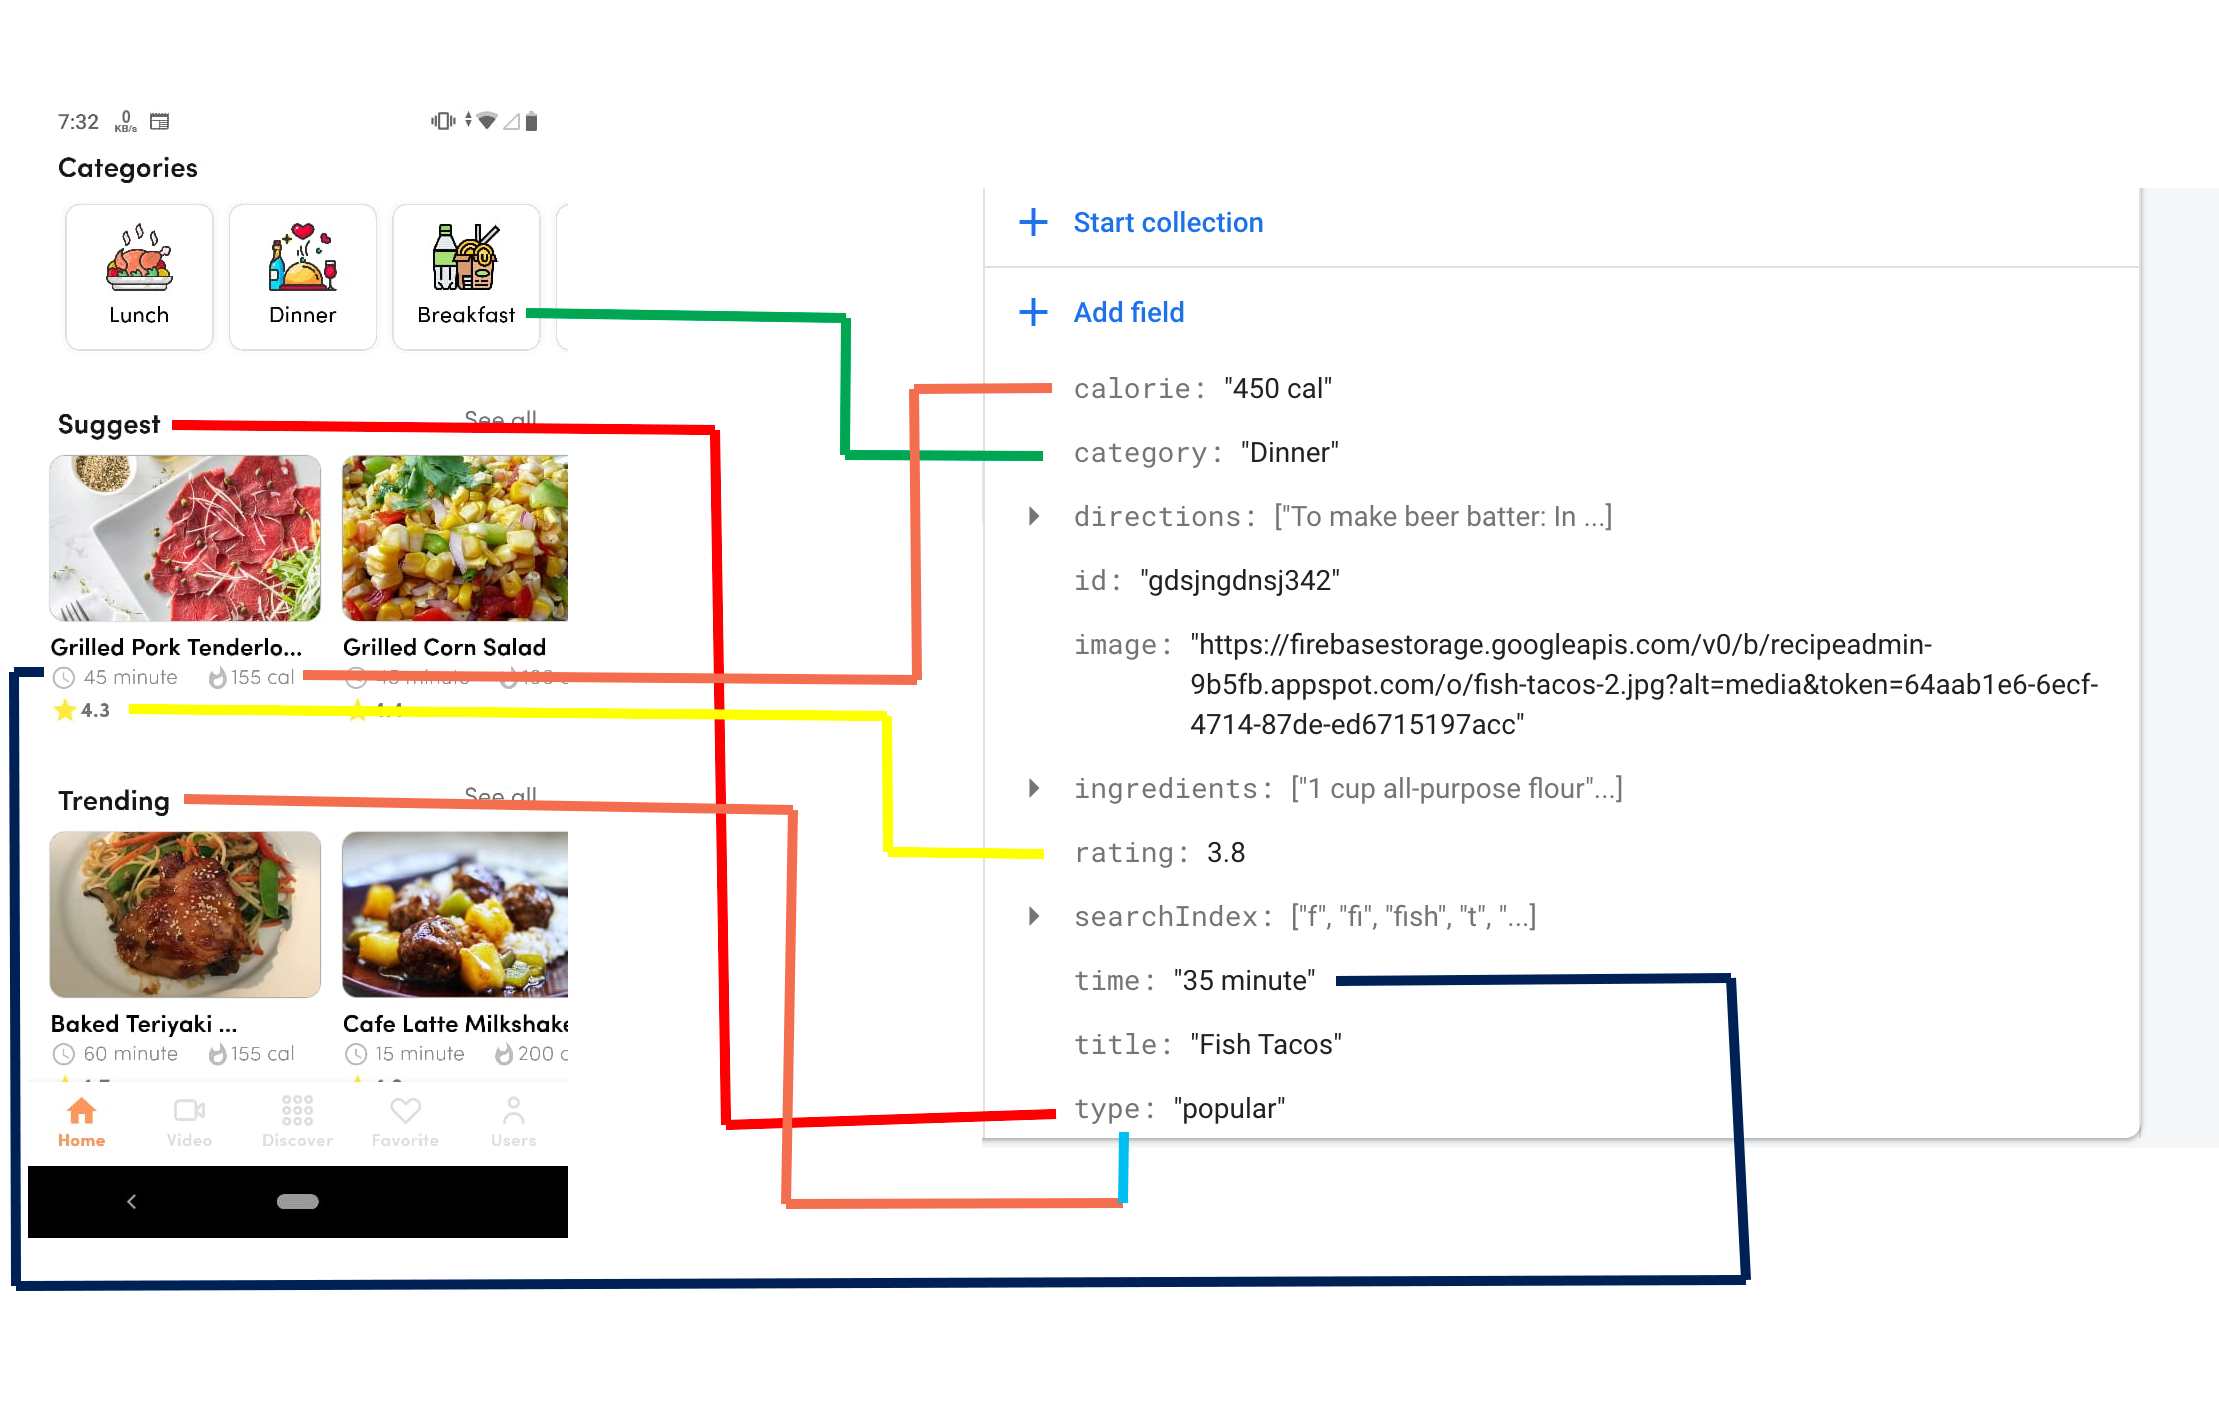 7:32 0 KB/s
Categories
Lunch Dinner Breakfast
Suggest See all
Grilled Pork Tenderlo... Grilled Corn Salad
45 minute 155 cal
4.3
Trending See all
Baked Teriyaki ... Cafe Latte Milkshake
60 minute 155 cal 15 minute 200 c
Home Video Discover Favorite Users
+ Start collection
+ Add field
calorie: "450 cal"
category: "Dinner"
directions: ["To make beer batter: In ...]
id: "gdsjngdnsj342"
image: "https://firebasestorage.googleapis.com/v0/b/recipeadmin-
9b5fb.appspot.com/o/fish-tacos-2.jpg?alt=media&token=64aab1e6-6ecf-
4714-87de-ed6715197acc"
ingredients: ["1 cup all-purpose flour"...]
rating: 3.8
searchIndex: ["f", "fi", "fish", "t", "...]
time: "35 minute"
title: "Fish Tacos"
type: "popular"